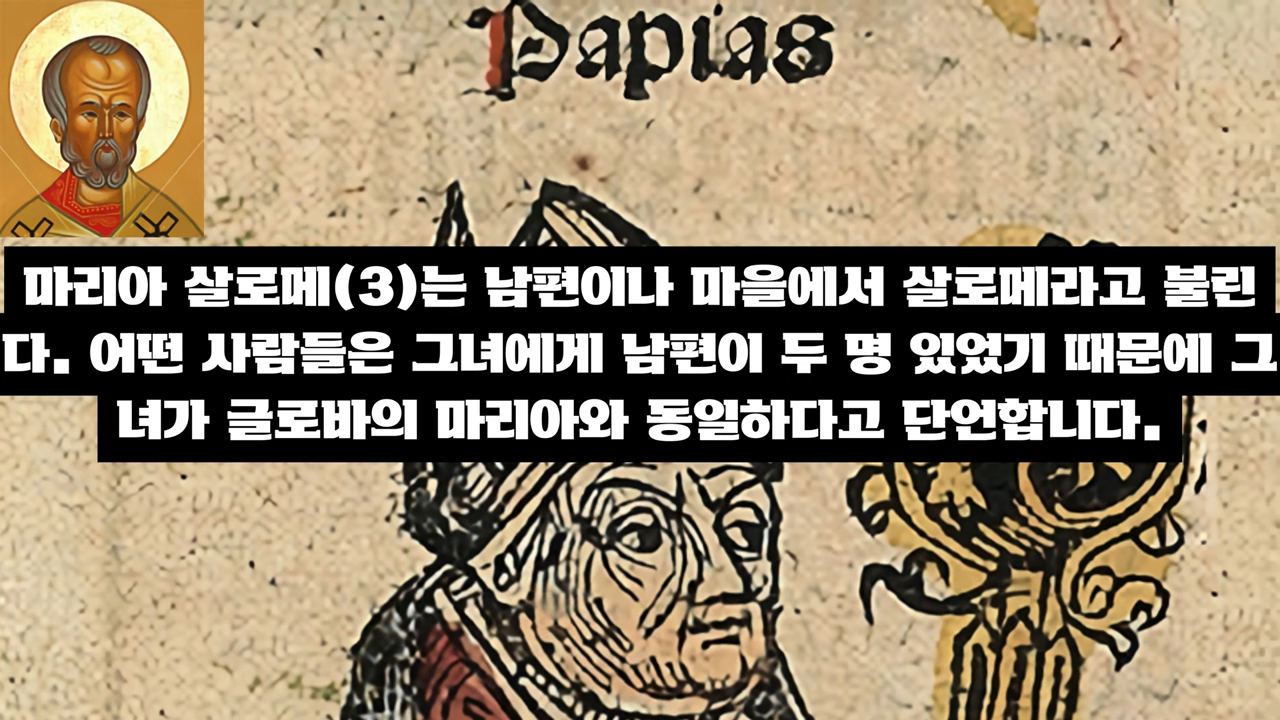 Papias
마리아 살로메(3)는 남편이나 마을에서 살로메라고 불린
다. 어떤 사람들은 그녀에게 남편이 두 명 있었기 때문에 그
녀가 글로바의 마리아와 동일하다고 단언합니다.